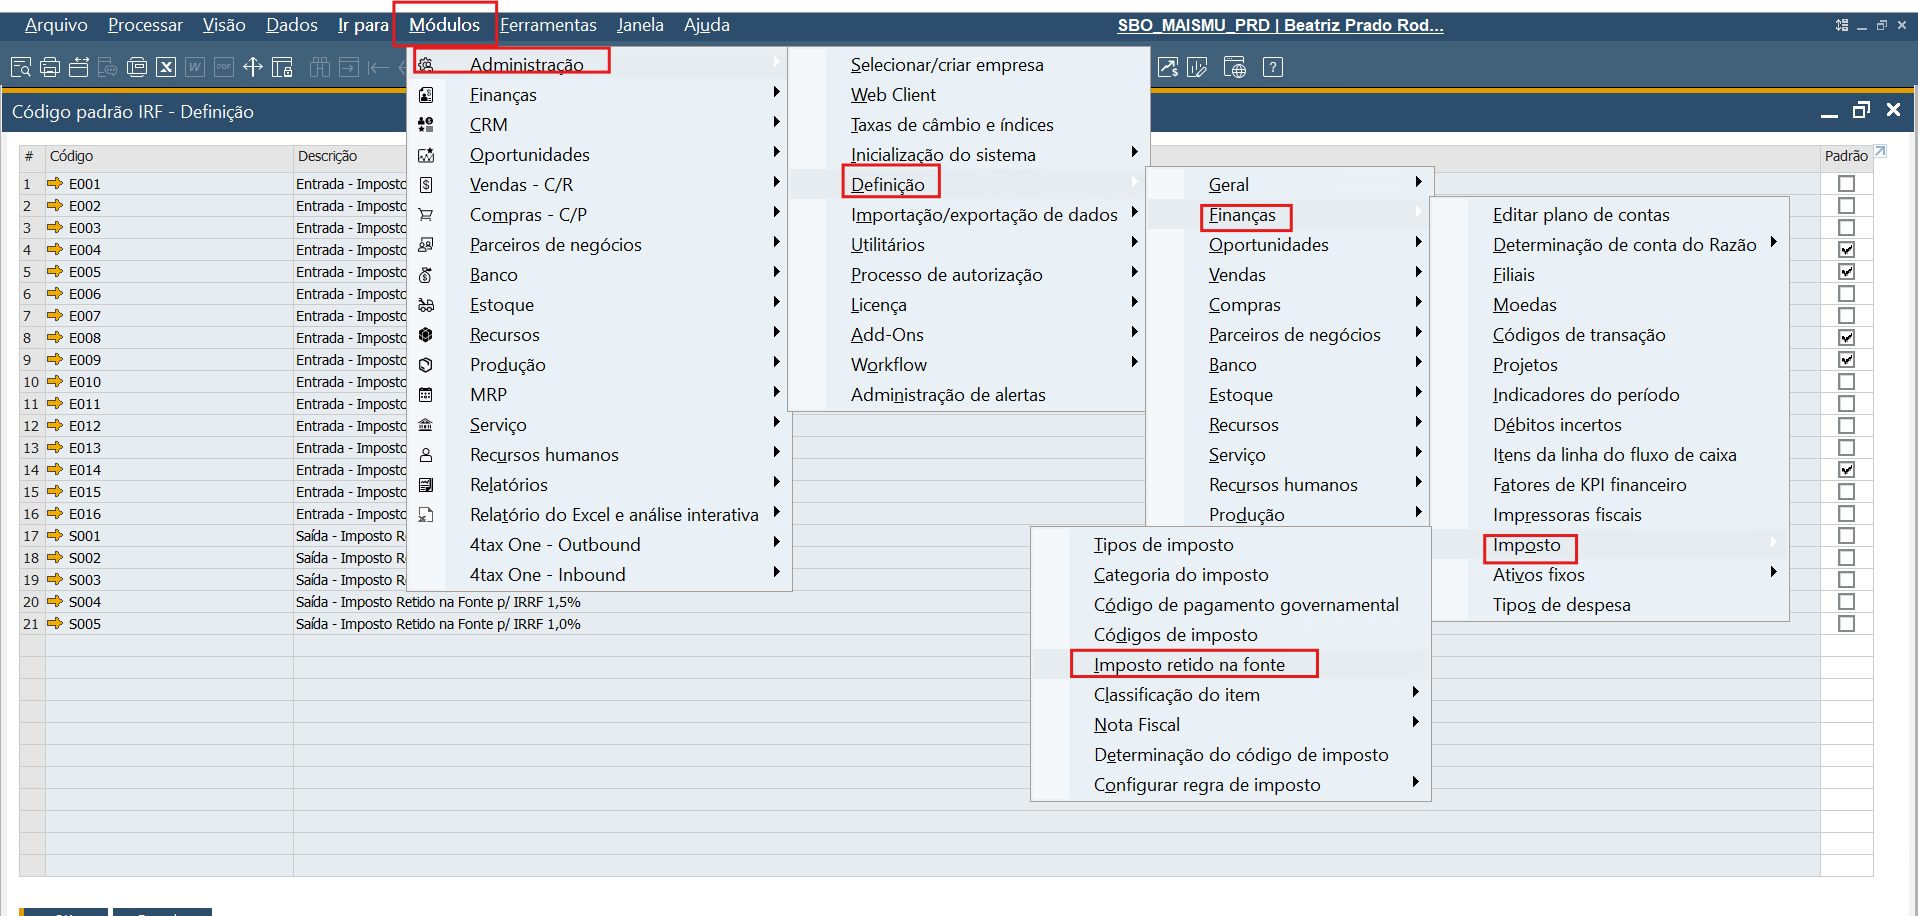 Arquivo Processar Visão Dados Ir para Módulos Ferramentas Janela Ajuda SBO_MAISMU_PRD | Beatriz Prado Rod...
Código padrão IRF - Definição
# Código Descrição Padrão
1 E001 Entrada - Imposto
2 E002 Entrada - Imposto
3 E003 Entrada - Imposto
4 E004 Entrada - Imposto
5 E005 Entrada - Imposto
6 E006 Entrada - Imposto
7 E007 Entrada - Imposto
8 E008 Entrada - Imposto
9 E009 Entrada - Imposto
10 E010 Entrada - Imposto
11 E011 Entrada - Imposto
12 E012 Entrada - Imposto
13 E013 Entrada - Imposto
14 E014 Entrada - Imposto
15 E015 Entrada - Imposto
16 E016 Entrada - Imposto
17 S001 Saída - Imposto R
18 S002 Saída - Imposto R
19 S003 Saída - Imposto R
20 S004 Saída - Imposto Retido na Fonte p/ IRRF 1,5%
21 S005 Saída - Imposto Retido na Fonte p/ IRRF 1,0%
Administração
Finanças
CRM
Oportunidades
Vendas - C/R
Compras - C/P
Parceiros de negócios
Banco
Estoque
Recursos
Produção
MRP
Serviço
Recursos humanos
Relatórios
Relatório do Excel e análise interativa
4tax One - Outbound
4tax One - Inbound
Selecionar/criar empresa
Web Client
Taxas de câmbio e índices
Inicialização do sistema
Definição
Importação/exportação de dados
Utilitários
Processo de autorização
Licença
Add-Ons
Workflow
Administração de alertas
Geral
Finanças
Oportunidades
Vendas
Compras
Parceiros de negócios
Banco
Estoque
Recursos
Serviço
Recursos humanos
Produção
Editar plano de contas
Determinação de conta do Razão
Filiais
Moedas
Códigos de transação
Projetos
Indicadores do período
Débitos incertos
Itens da linha do fluxo de caixa
Fatores de KPI financeiro
Impressoras fiscais
Imposto
Ativos fixos
Tipos de despesa
Tipos de imposto
Categoria do imposto
Código de pagamento governamental
Códigos de imposto
Imposto retido na fonte
Classificação do item
Nota Fiscal
Determinação do código de imposto
Configurar regra de imposto